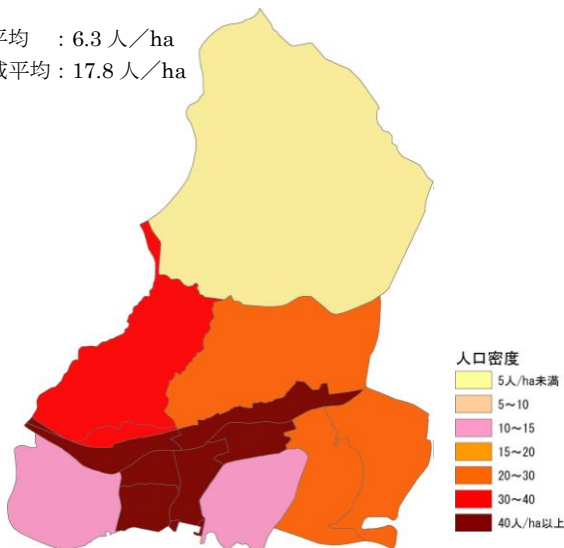 平均 : 6.3 人／ha
域平均 : 17.8 人／ha
人口密度
5人/ha未満
5～10
10～15
15～20
20～30
30～40
40人/ha以上